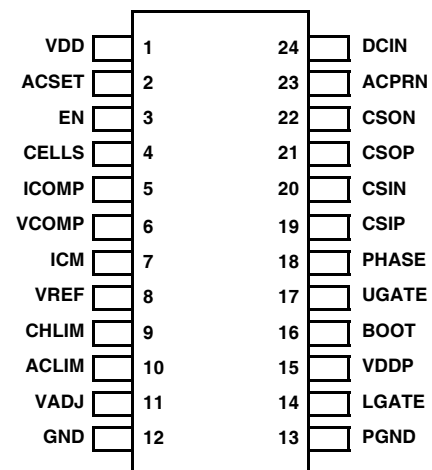 VDD 1 24 DCIN
ACSET 2 23 ACPRN
EN 3 22 CSON
CELLS 4 21 CSOP
ICOMP 5 20 CSIN
VCOMP 6 19 CSIP
ICM 7 18 PHASE
VREF 8 17 UGATE
CHLIM 9 16 BOOT
ACLIM 10 15 VDDP
VADJ 11 14 LGATE
GND 12 13 PGND